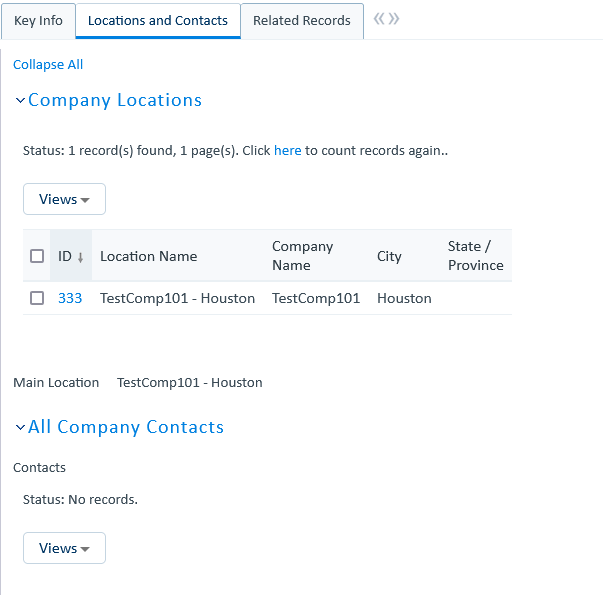 Key Info Locations and Contacts Related Records
Collapse All
Company Locations
Status: 1 record(s) found, 1 page(s). Click here to count records again..
Views
ID ↓ Location Name Company Name City State / Province
333 TestComp101 - Houston TestComp101 Houston
Main Location TestComp101 - Houston
All Company Contacts
Contacts
Status: No records.
Views